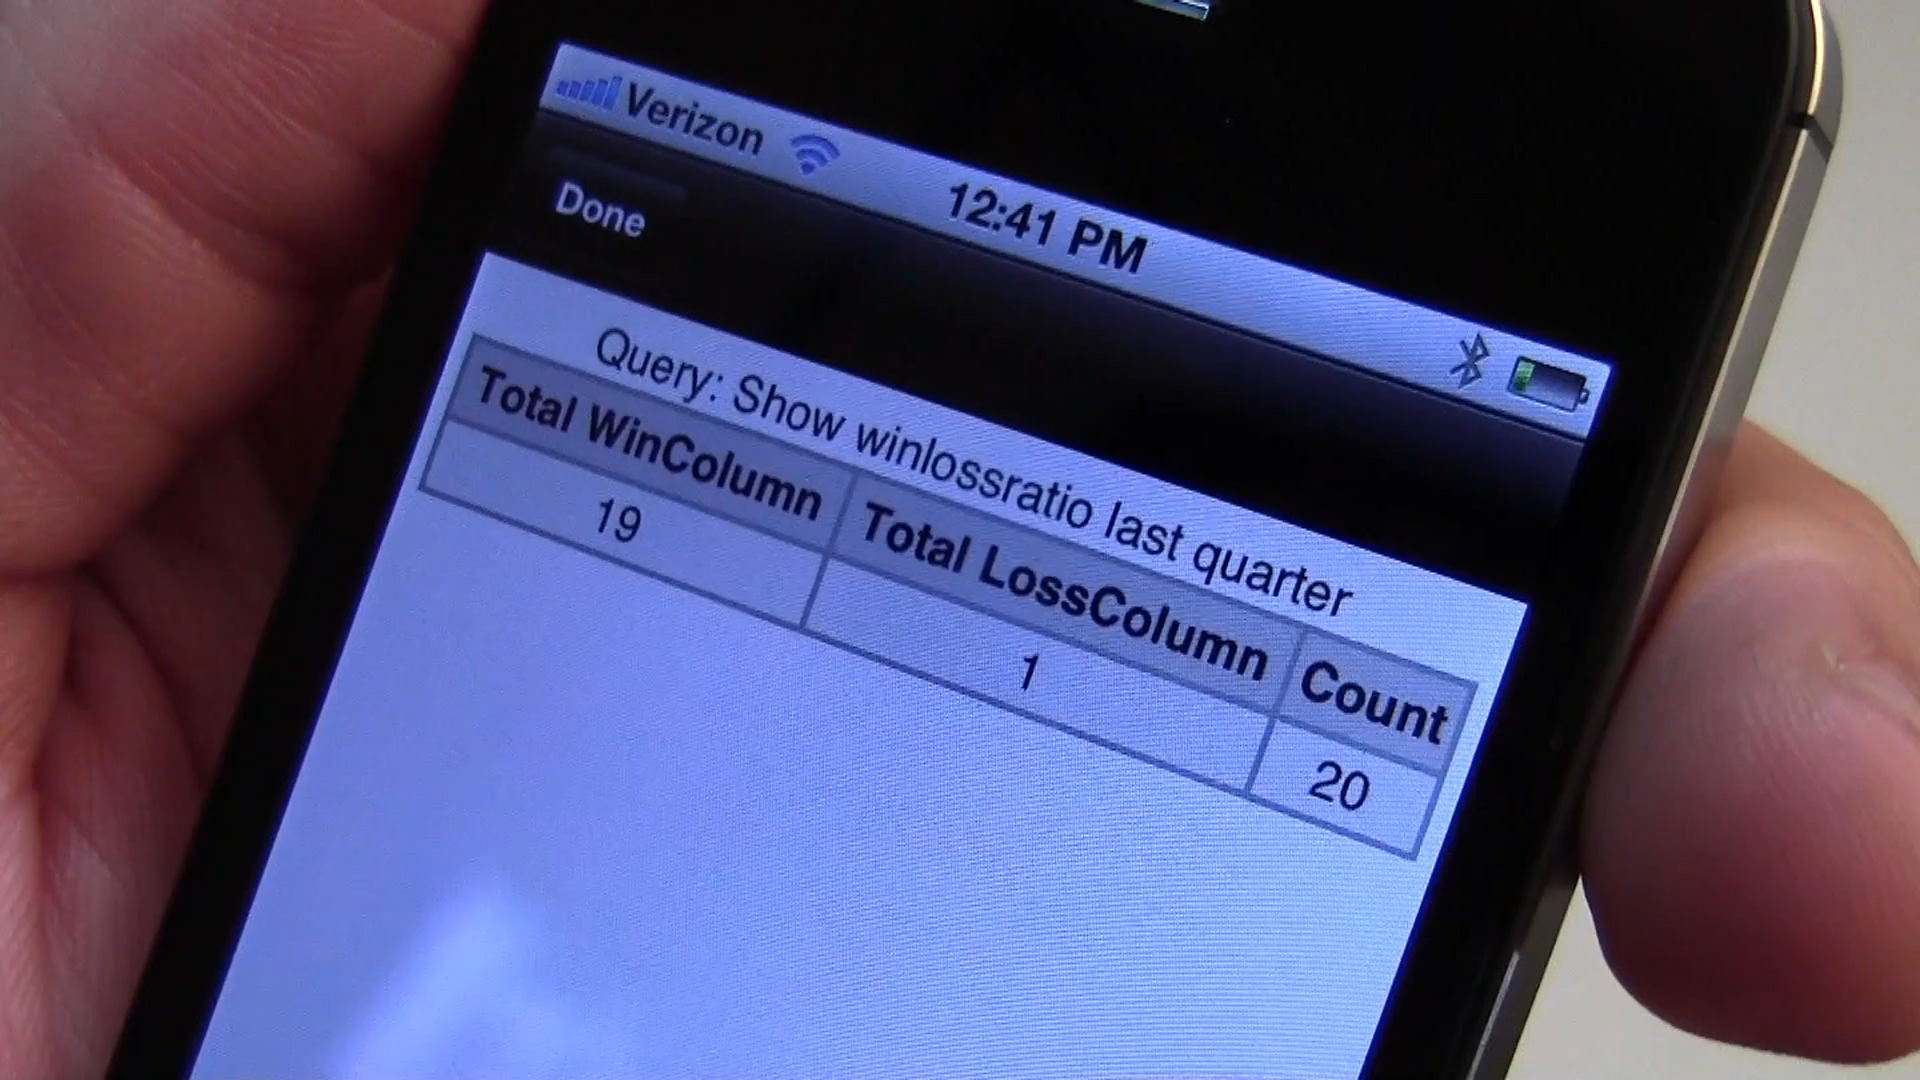 Verizon 12:41 PM
Done
Query: Show winlossratio last quarter
Total WinColumn Total LossColumn Count
19 1 20